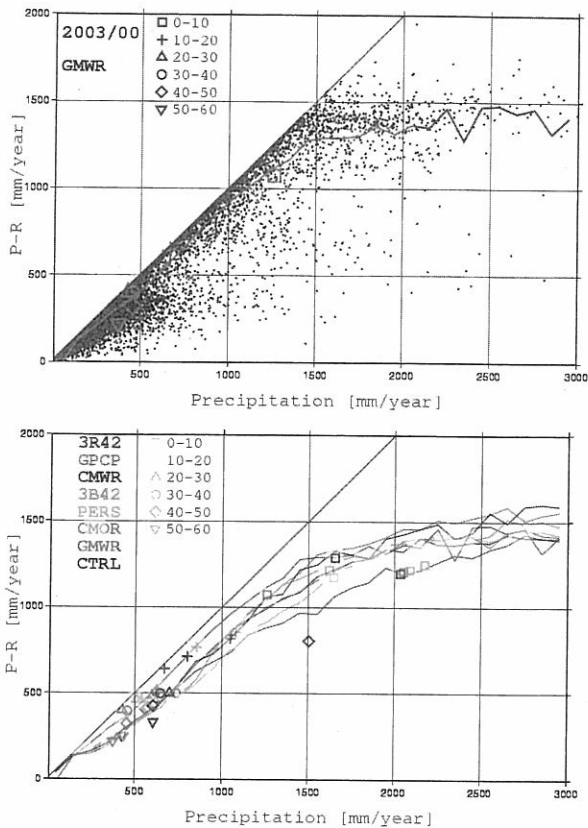 2000
2003/00
GMWR
0-10
10-20
20-30
30-40
40-50
50-60
1500
1000
500
0
P-R [mm/year]
500 1000 1500 2000 2500 3000
Precipitation [mm/year]
2000
3R42 0-10
GPCP 10-20
CMWR 20-30
3B42 30-40
PERS 40-50
CMOR 50-60
GMWR
CTRL
1500
1000
500
0
P-R [mm/year]
0 500 1000 1500 2000 2500 3000
Precipitation [mm/year]